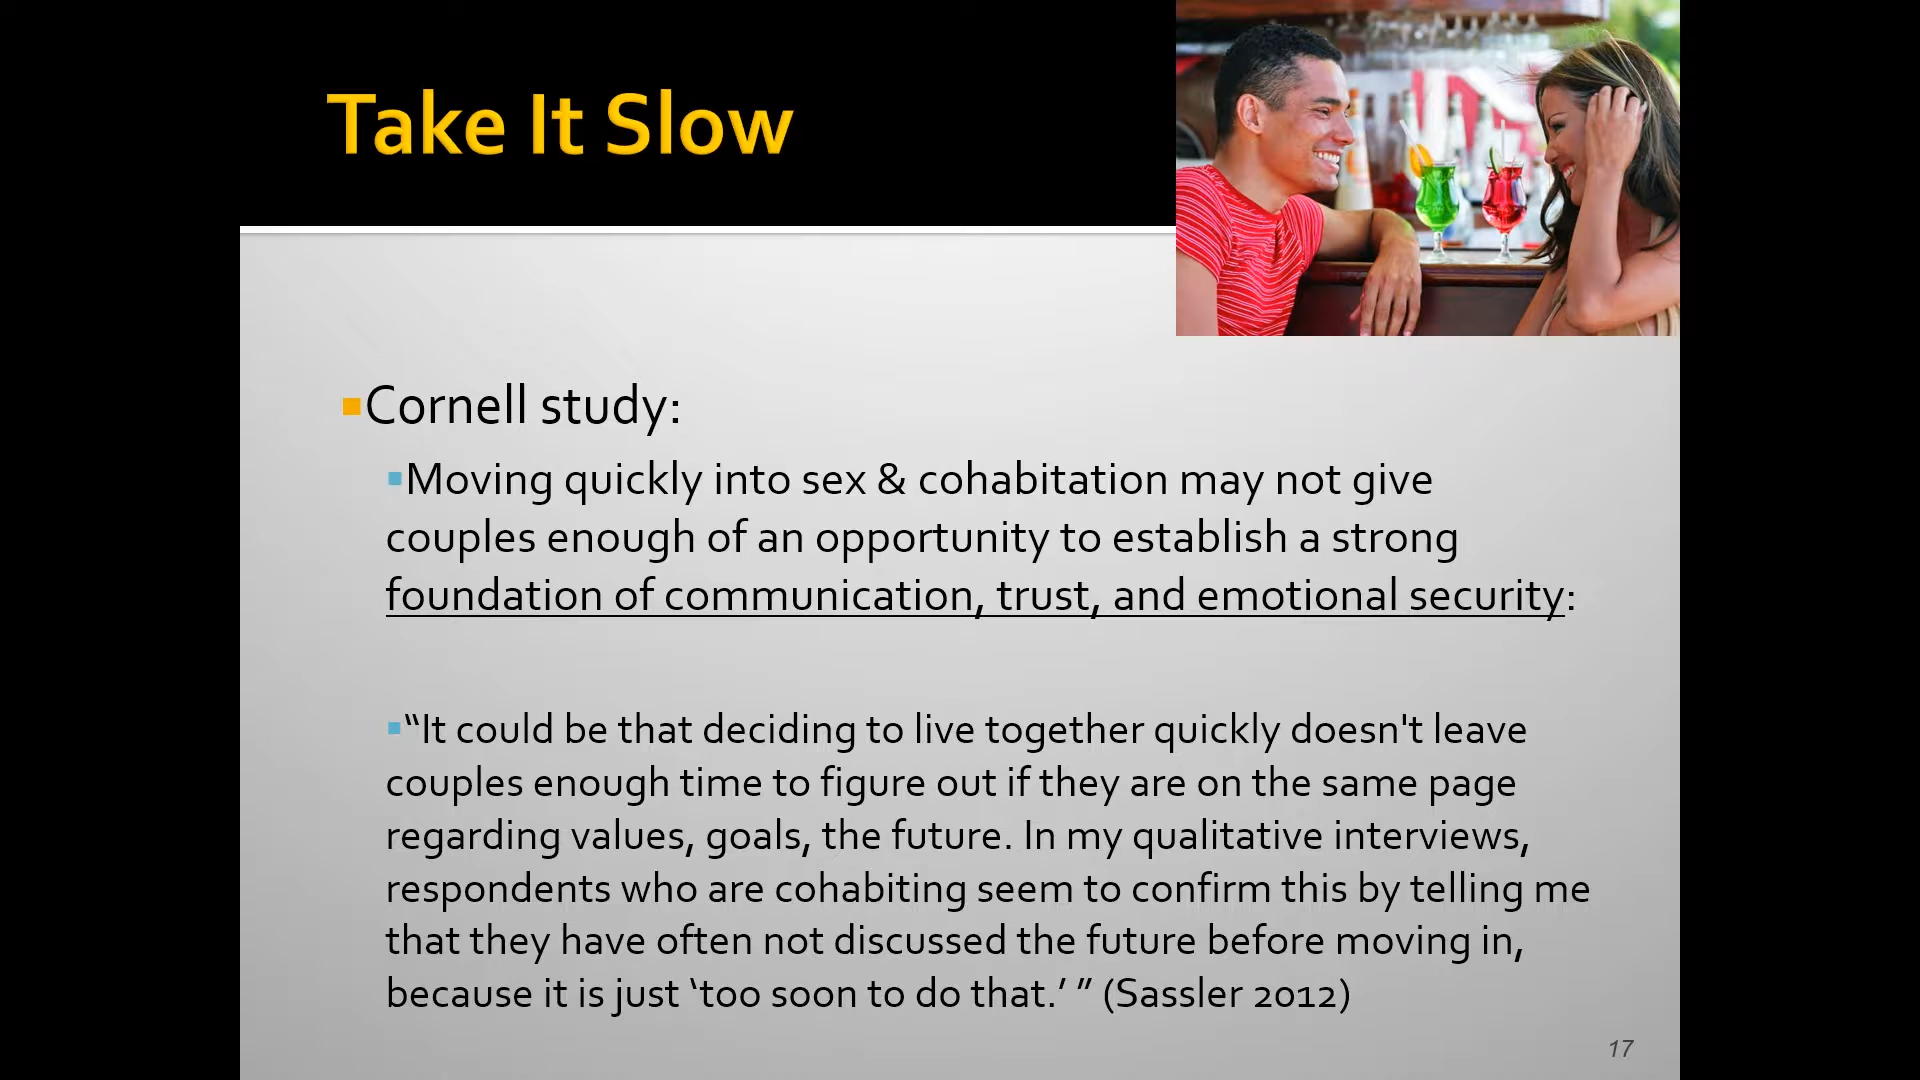 Take It Slow
Cornell study:
Moving quickly into sex & cohabitation may not give
couples enough of an opportunity to establish a strong
foundation of communication, trust, and emotional security:
“It could be that deciding to live together quickly doesn't leave
couples enough time to figure out if they are on the same page
regarding values, goals, the future. In my qualitative interviews,
respondents who are cohabiting seem to confirm this by telling me
that they have often not discussed the future before moving in,
because it is just ‘too soon to do that.’ ” (Sassler 2012)
17